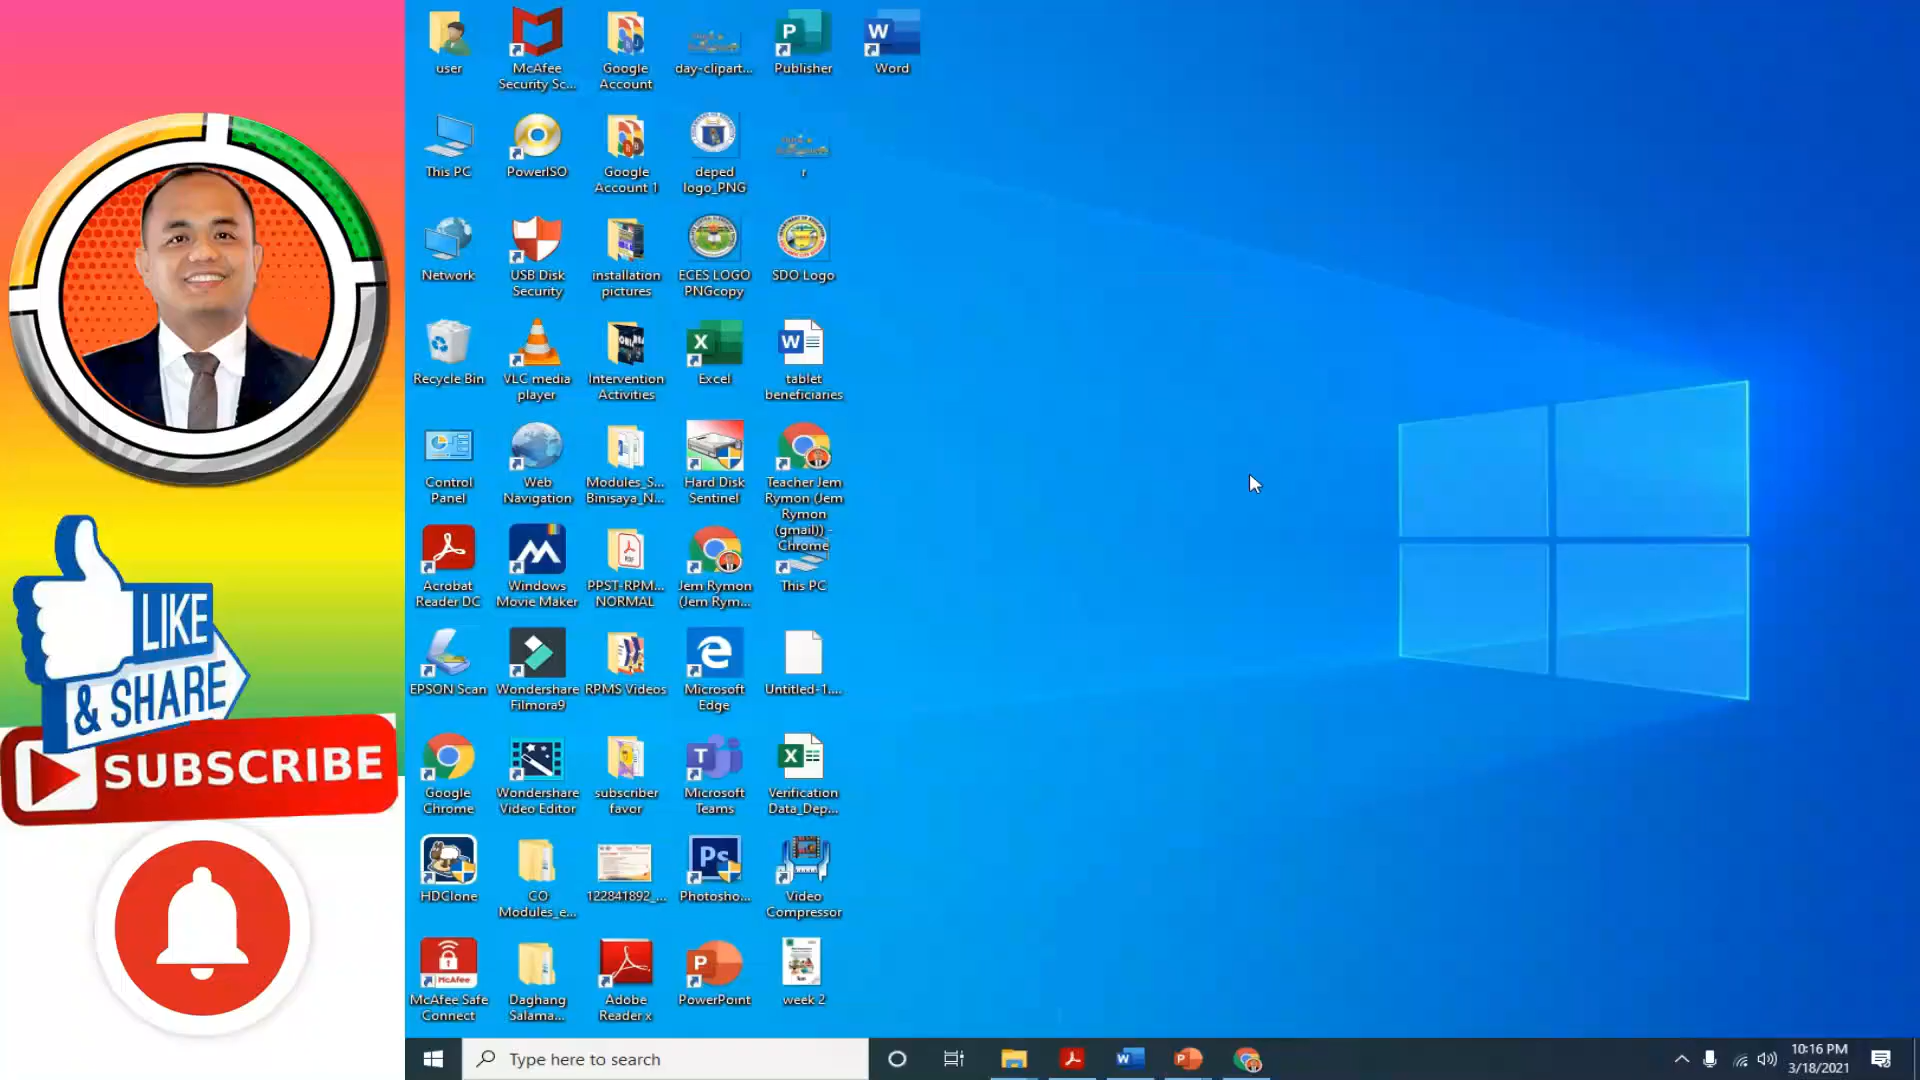 user
McAfee
Security Sc...
Google
Account
day-clipart...
Publisher
Word
This PC
PowerISO
Google
Account 1
deped
logo_PNG
r
Network
USB Disk
Security
installation
pictures
ECES LOGO
PNGcopy
SDO Logo
Recycle Bin
VLC media
player
Intervention
Activities
Excel
tablet
beneficiaries
Control
Panel
Web
Navigation
Modules_S...
Binisaya_N...
Hard Disk
Sentinel
Teacher Jem
Rymon (Jem
Rymon
(gmail)) -
Chrome
Acrobat
Reader DC
Windows
Movie Maker
PPST-RPM...
NORMAL
Jem Rymon
(Jem Rym...
This PC
EPSON Scan
Wondershare
Filmora9
RPMS Videos
Microsoft
Edge
Untitled-1....
Google
Chrome
Wondershare
Video Editor
subscriber
favor
Microsoft
Teams
Verification
Data_Dep...
HDClone
CO
Modules_e...
122841892_...
Photosho...
Video
Compressor
McAfee Safe
Connect
Daghang
Salama...
Adobe
Reader x
PowerPoint
week 2
LIKE
& SHARE
SUBSCRIBE
Type here to search
10:16 PM
3/18/2021